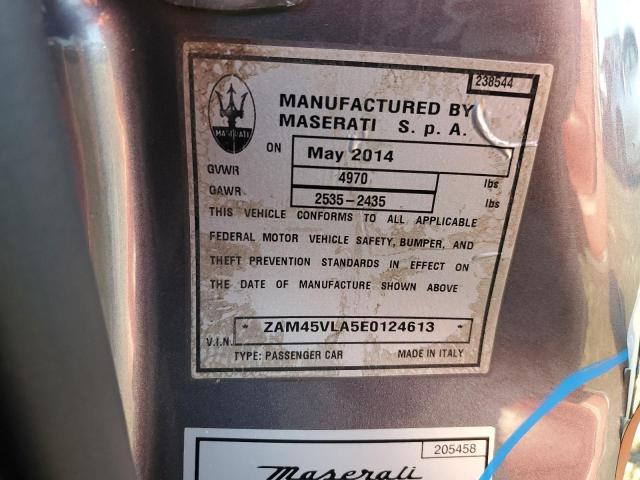 238544
MASERATI
MANUFACTURED BY
MASERATI S. p. A.
ON May 2014
GVWR 4970 lbs
GAWR 2535-2435 lbs
THIS VEHICLE CONFORMS TO ALL APPLICABLE
FEDERAL MOTOR VEHICLE SAFETY, BUMPER, AND
THEFT PREVENTION STANDARDS IN EFFECT ON
THE DATE OF MANUFACTURE SHOWN ABOVE
V.I.N. * ZAM45VLA5E0124613 *
TYPE: PASSENGER CAR MADE IN ITALY
205458
Maserati